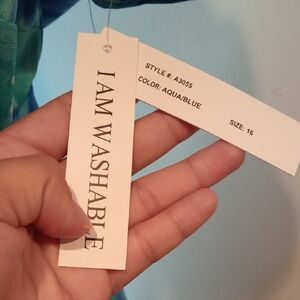 I AM WASHABLE
STYLE #: A3055
COLOR: AQUA/BLUE
SIZE: 16